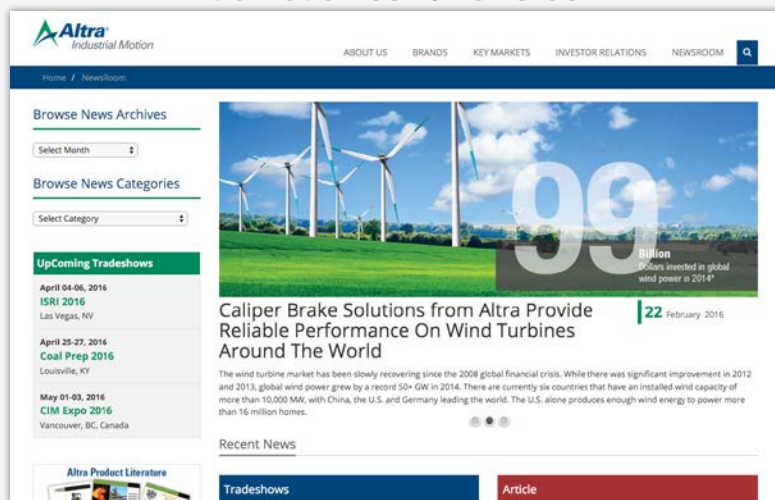 Altra
Industrial Motion
ABOUT US
BRANDS
KEY MARKETS
INVESTOR RELATIONS
NEWSROOM
Home / NewsRoom
Browse News Archives
Select Month
Browse News Categories
Select Category
UpComing Tradeshows
April 04-06, 2016
ISRI 2016
Las Vegas, NV
April 25-27, 2016
Coal Prep 2016
Louisville, KY
May 01-03, 2016
CIM Expo 2016
Vancouver, BC, Canada
Altra Product Literature
99
Billion
Dollars invested in global
wind power in 2014*
Caliper Brake Solutions from Altra Provide
Reliable Performance On Wind Turbines
Around The World
22 February 2016
The wind turbine market has been slowly recovering since the 2008 global financial crisis. While there was significant improvement in 2012
and 2013, global wind power grew by a record 50+ GW in 2014. There are currently six countries that have an installed wind capacity of
more than 10,000 MW, with China, the U.S. and Germany leading the world. The U.S. alone produces enough wind energy to power more
than 16 million homes.
Recent News
Tradeshows
Article